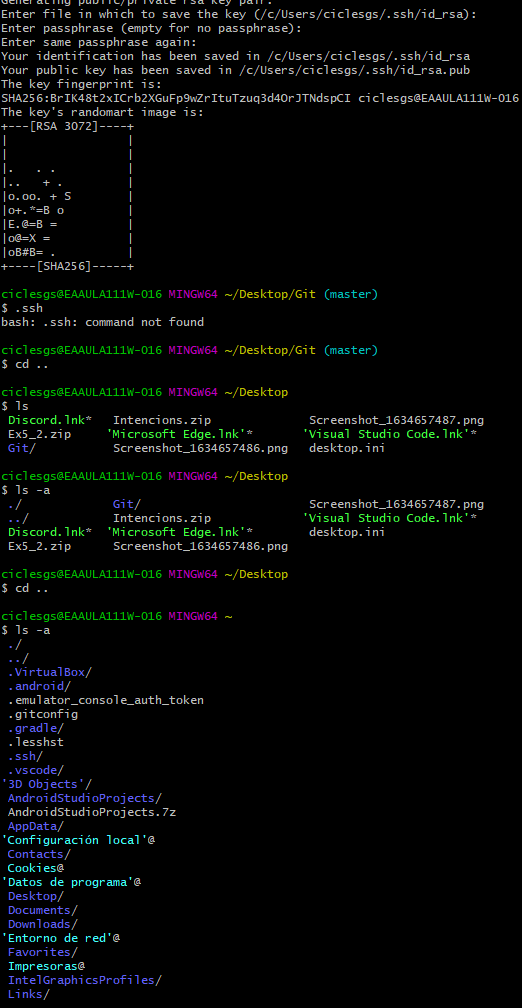 Generating public/private rsa key pair.
Enter file in which to save the key (/c/Users/ciclesgs/.ssh/id_rsa):
Enter passphrase (empty for no passphrase):
Enter same passphrase again:
Your identification has been saved in /c/Users/ciclesgs/.ssh/id_rsa
Your public key has been saved in /c/Users/ciclesgs/.ssh/id_rsa.pub
The key fingerprint is:
SHA256:BrIK48t2xICrb2XGuFp9wZrItuTzuq3d4OrJTNdspCI ciclesgs@EAAULA111W-016
The key's randomart image is:
+---[RSA 3072]----+
|                 |
|                 |
|.   . .          |
|..   + .         |
|o.oo. + S        |
|o+.*=B o         |
|E.@=B =          |
|o@=X =           |
|oB#B= .          |
+----[SHA256]-----+
ciclesgs@EAAULA111W-016 MINGW64 ~/Desktop/Git (master)
$ .ssh
bash: .ssh: command not found
ciclesgs@EAAULA111W-016 MINGW64 ~/Desktop/Git (master)
$ cd ..
ciclesgs@EAAULA111W-016 MINGW64 ~/Desktop
$ ls
Discord.lnk*   Intencions.zip   Screenshot_1634657487.png
Ex5_2.zip   'Microsoft Edge.lnk'*   'Visual Studio Code.lnk'*
Git/   Screenshot_1634657486.png   desktop.ini
ciclesgs@EAAULA111W-016 MINGW64 ~/Desktop
$ ls -a
./   Git/   Screenshot_1634657487.png
../   Intencions.zip   'Visual Studio Code.lnk'*
Discord.lnk*   'Microsoft Edge.lnk'*   desktop.ini
Ex5_2.zip   Screenshot_1634657486.png
ciclesgs@EAAULA111W-016 MINGW64 ~/Desktop
$ cd ..
ciclesgs@EAAULA111W-016 MINGW64 ~
$ ls -a
./
../
.VirtualBox/
.android/
.emulator_console_auth_token
.gitconfig
.gradle/
.lesshst
.ssh/
.vscode/
'3D Objects'/
AndroidStudioProjects/
AndroidStudioProjects.7z
AppData/
'Configuración local'@
Contacts/
Cookies@
'Datos de programa'@
Desktop/
Documents/
Downloads/
'Entorno de red'@
Favorites/
Impresoras@
IntelGraphicsProfiles/
Links/